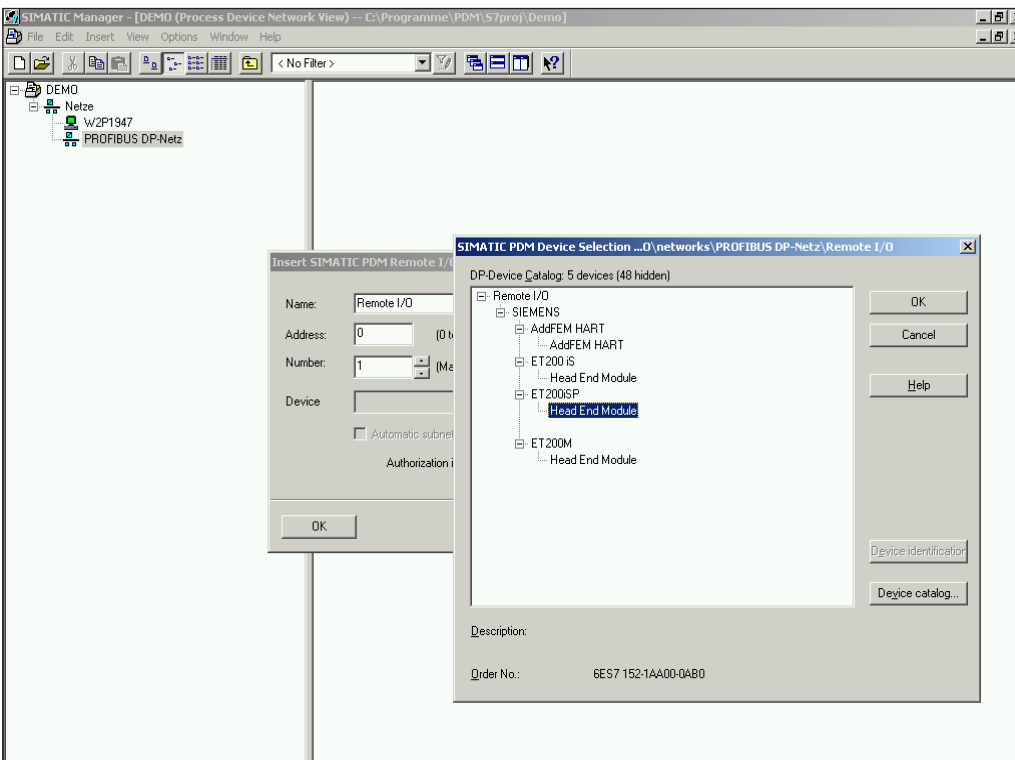 SIMATIC Manager - [DEMO (Process Device Network View) -- C:\Programme\PDM\S7proj\Demo]
File Edit Insert View Options Window Help
< No Filter >
DEMO
Netze
W2P1947
PROFIBUS DP-Netz
Insert SIMATIC PDM Remote I/
Name: Remote I/O
Address: 0 (0 t
Number: 1 (Ma
Device
Automatic subne
Authorization i
OK
SIMATIC PDM Device Selection ...O\networks\PROFIBUS DP-Netz\Remote I/O
DP-Device Catalog: 5 devices (48 hidden)
Remote I/O
SIEMENS
AddFEM HART
AddFEM HART
ET200 iS
Head End Module
ET200iSP
Head End Module
ET200M
Head End Module
OK
Cancel
Help
Device identification
Device catalog...
Description:
Order No.: 6ES7 152-1AA00-0AB0